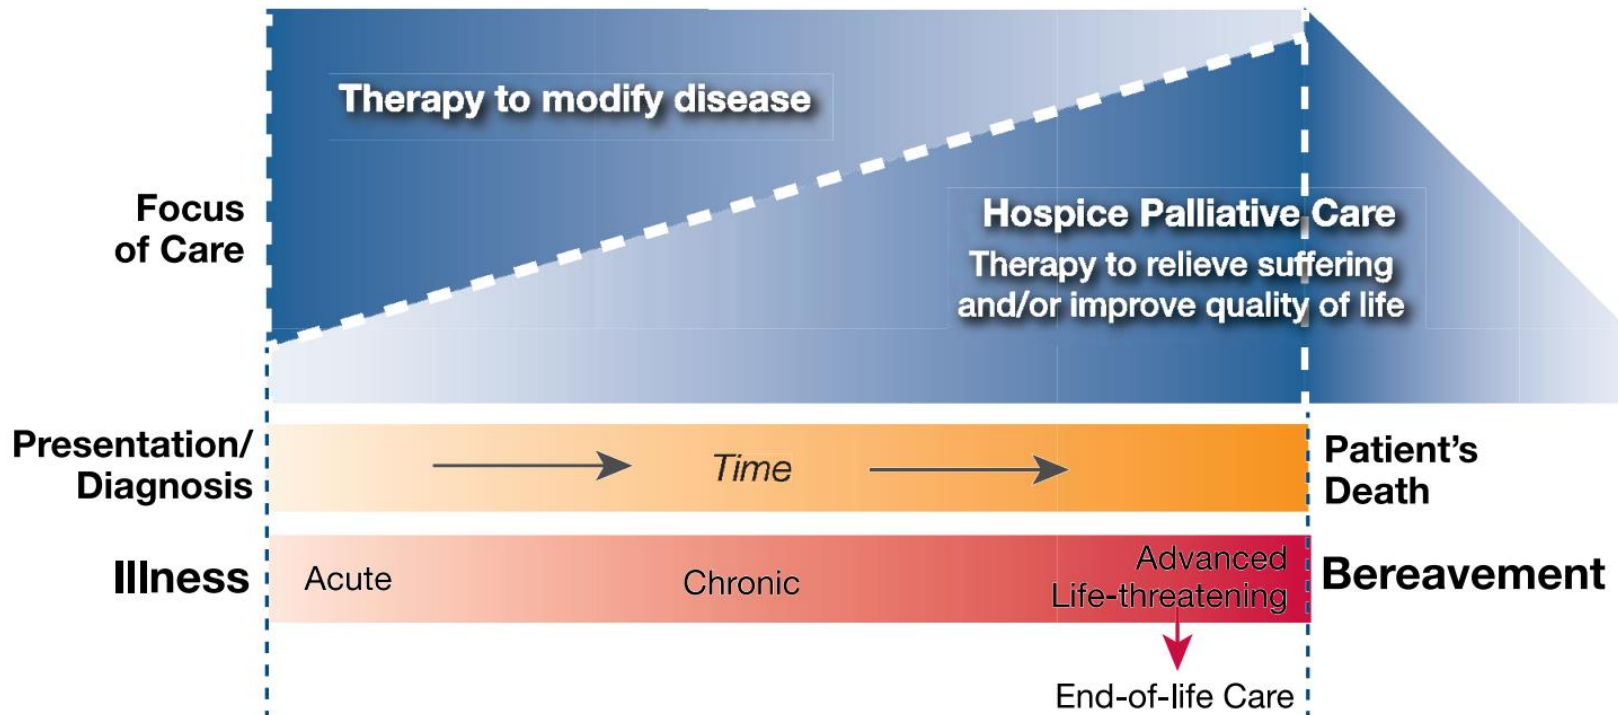 Therapy to modify disease
Focus
of Care
Hospice Palliative Care
Therapy to relieve suffering
and/or improve quality of life
Presentation/
Diagnosis
Time
Patient's
Death
Illness
Acute
Chronic
Advanced
Life-threatening
Bereavement
End-of-life Care